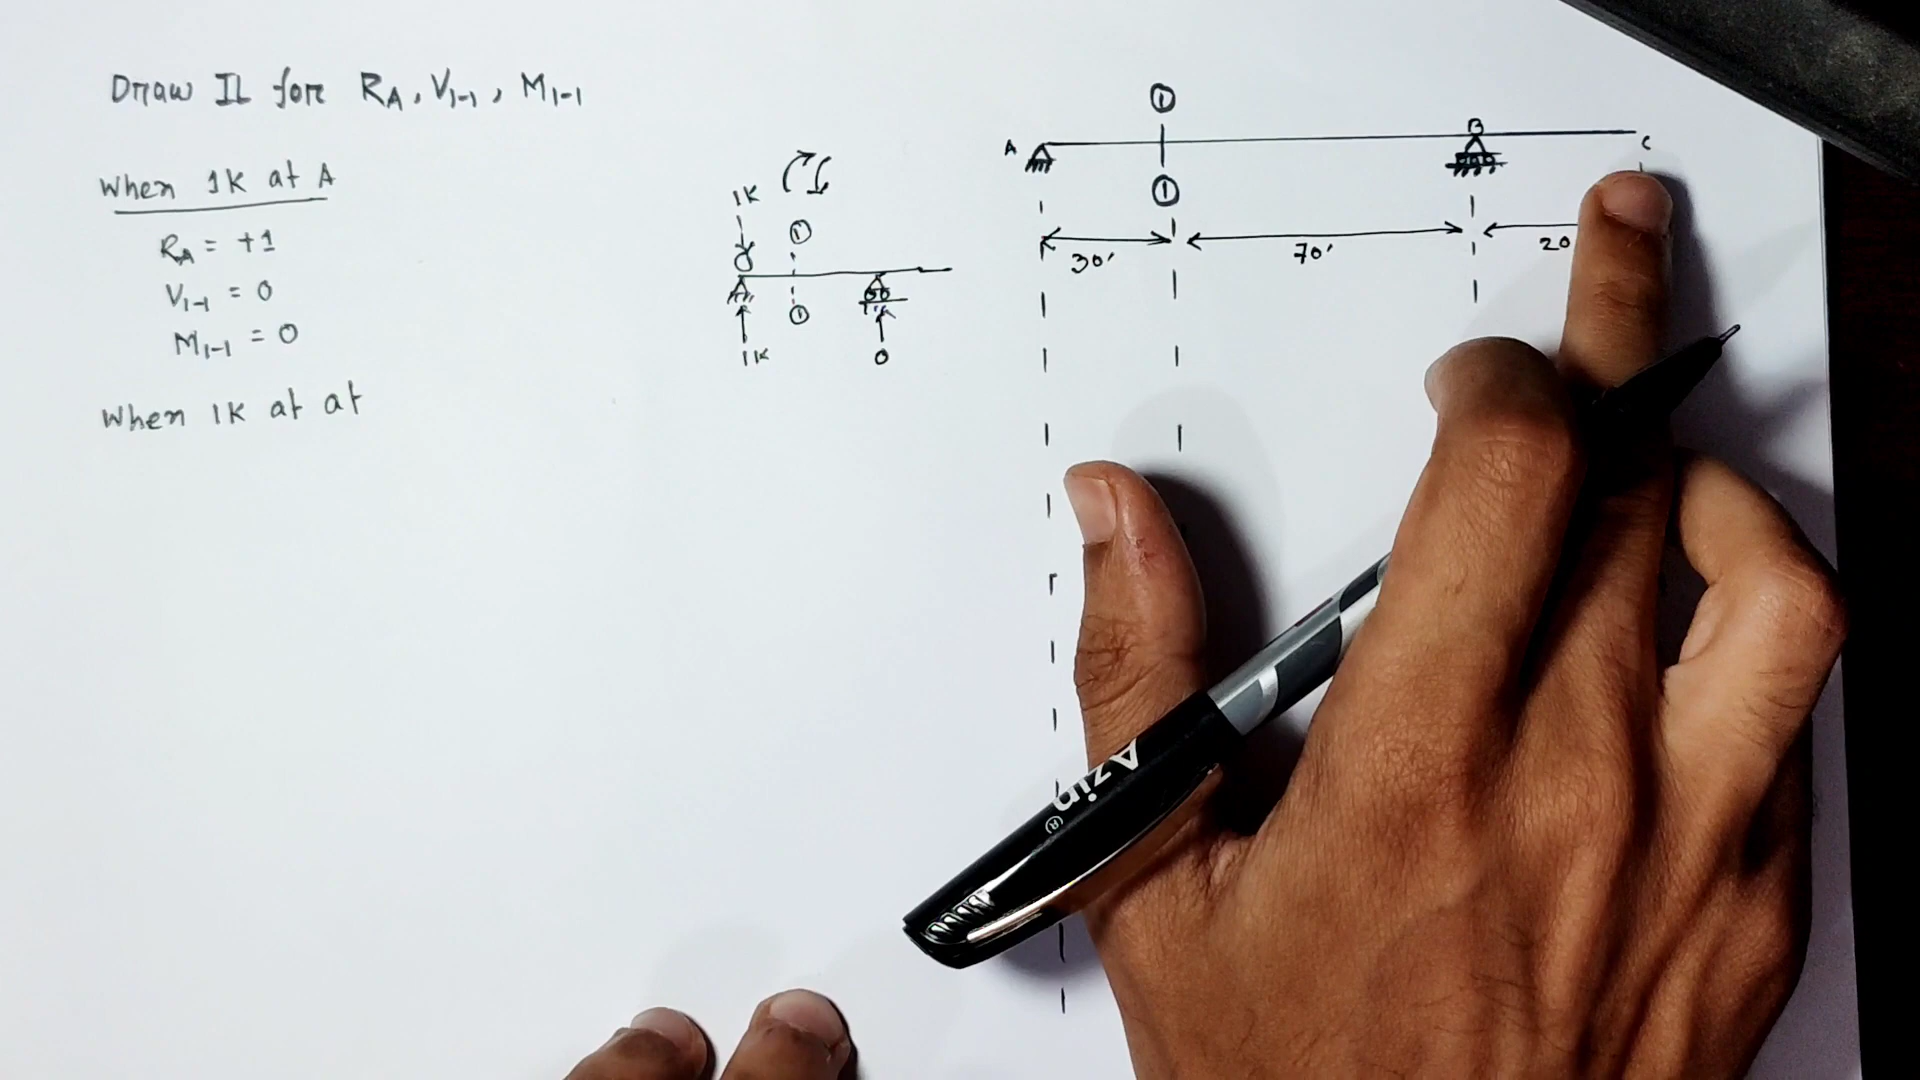 Draw IL for RA, V1-1, M1-1
When 1K at A
RA = +1
V1-1 = 0
M1-1 = 0
When 1K at at
1K
1
1
1K
0
1
A
B
C
1
30'
70'
20
Azin®